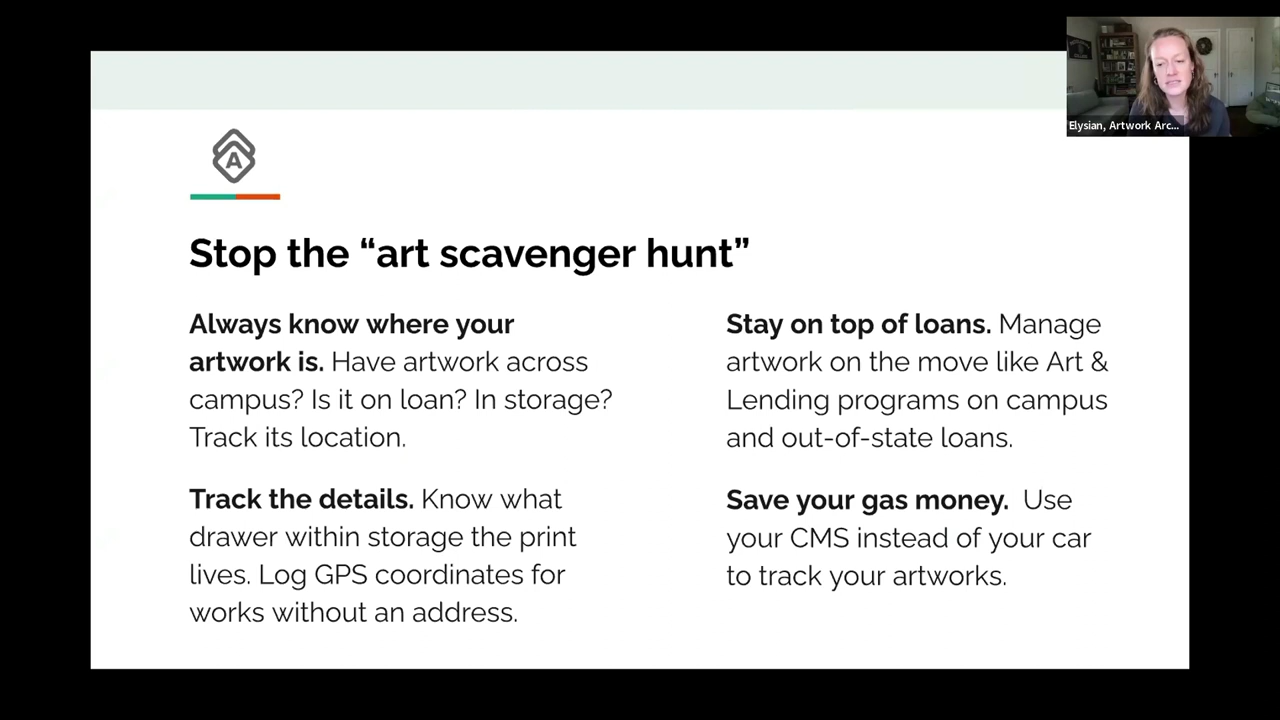 Elysian, Artwork Arc...
A
Stop the “art scavenger hunt”
Always know where your
artwork is. Have artwork across
campus? Is it on loan? In storage?
Track its location.
Track the details. Know what
drawer within storage the print
lives. Log GPS coordinates for
works without an address.
Stay on top of loans. Manage
artwork on the move like Art &
Lending programs on campus
and out-of-state loans.
Save your gas money.  Use
your CMS instead of your car
to track your artworks.